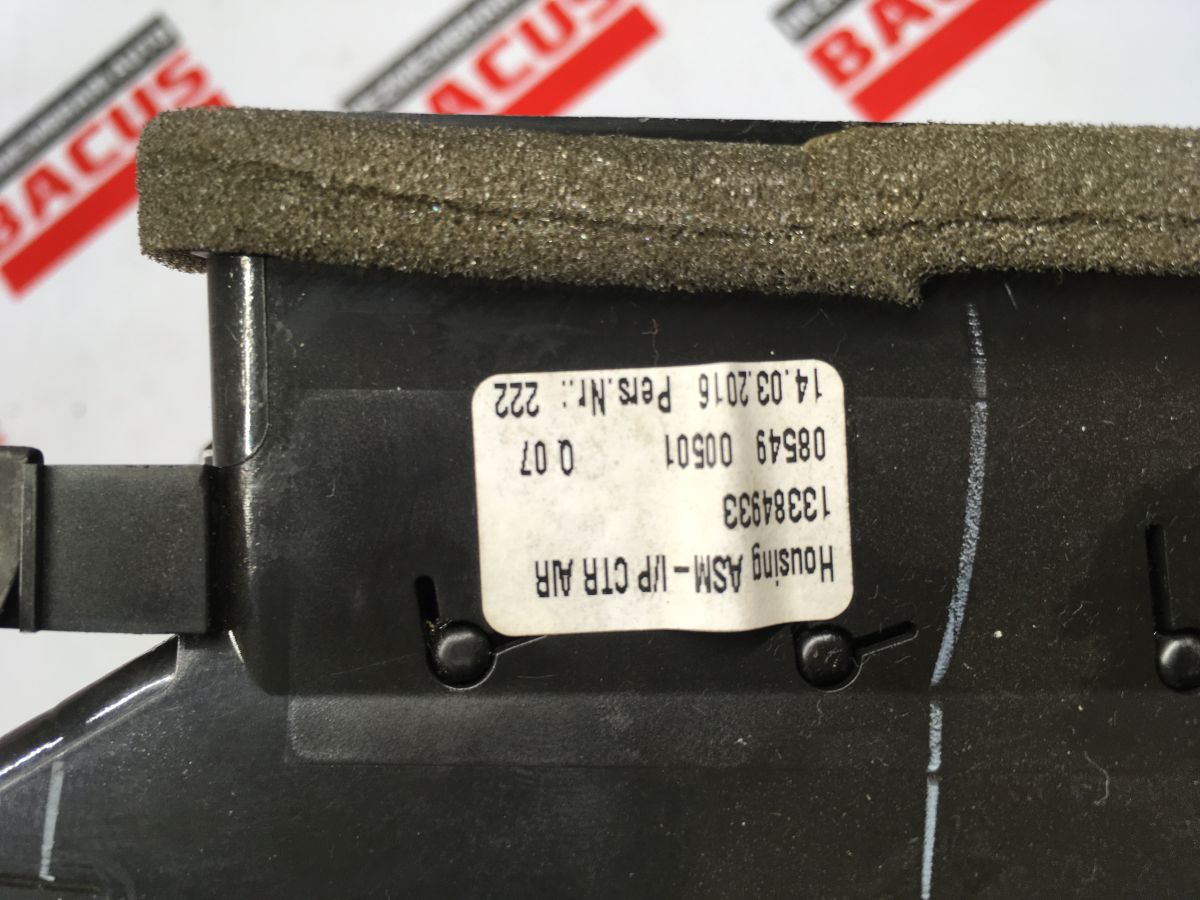 BACUS
BACUS
BACUS
Housing ASM – I/P CTR AIR
13384933
08549 00501 Q 07
14.03.2016 Pers.Nr.: 222